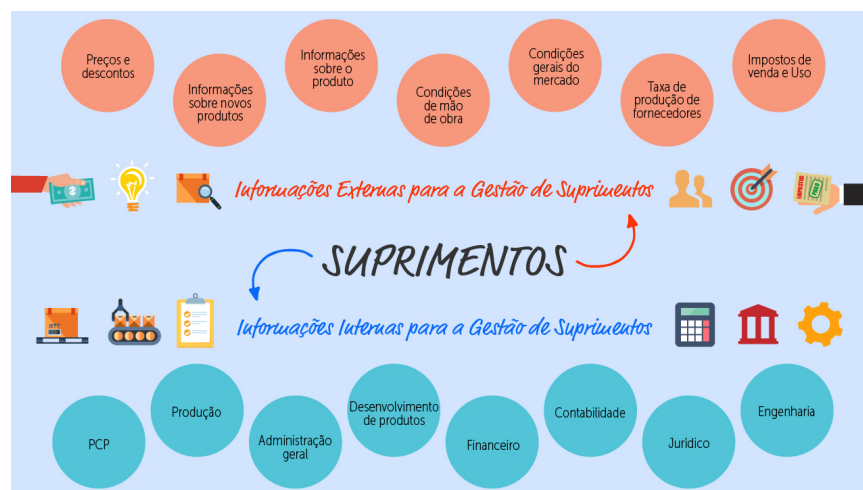 Preços e
descontos
Informações
sobre novos
produtos
Informações
sobre o
produto
Condições
de mão
de obra
Condições
gerais do
mercado
Taxa de
produção de
fornecedores
Impostos de
venda e Uso
Informações Externas para a Gestão de Suprimentos
SUPRIMENTOS
Informações Internas para a Gestão de Suprimentos
PCP
Produção
Administração
geral
Desenvolvimento
de produtos
Financeiro
Contabilidade
Jurídico
Engenharia